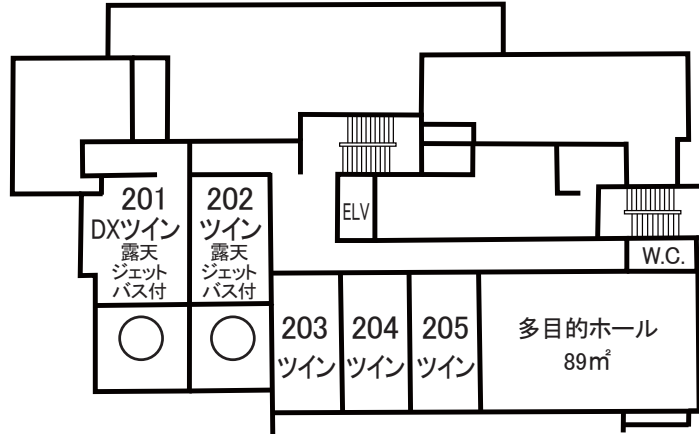 201
DXツイン
露天
ジェット
バス付
202
ツイン
露天
ジェット
バス付
ELV
W.C.
203
ツイン
204
ツイン
205
ツイン
多目的ホール
89㎡